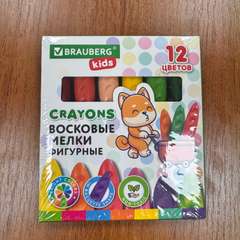 BRAUBERG
kids
12
ЦВЕТОВ
CRAYONS
ВОСКОВЫЕ
МЕЛКИ
ФИГУРНЫЕ